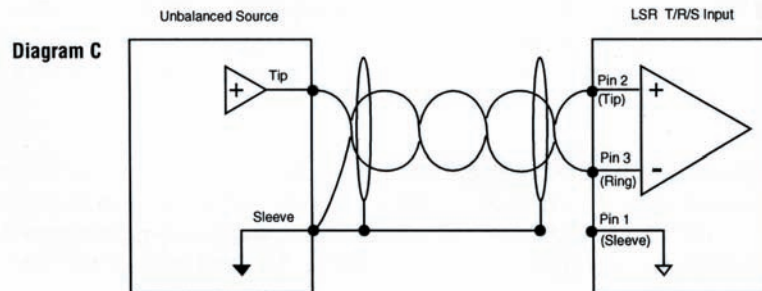 Unbalanced Source
LSR T/R/S Input
Diagram C
Tip
+
Pin 2
(Tip)
+
Pin 3
(Ring)
-
Sleeve
Pin 1
(Sleeve)